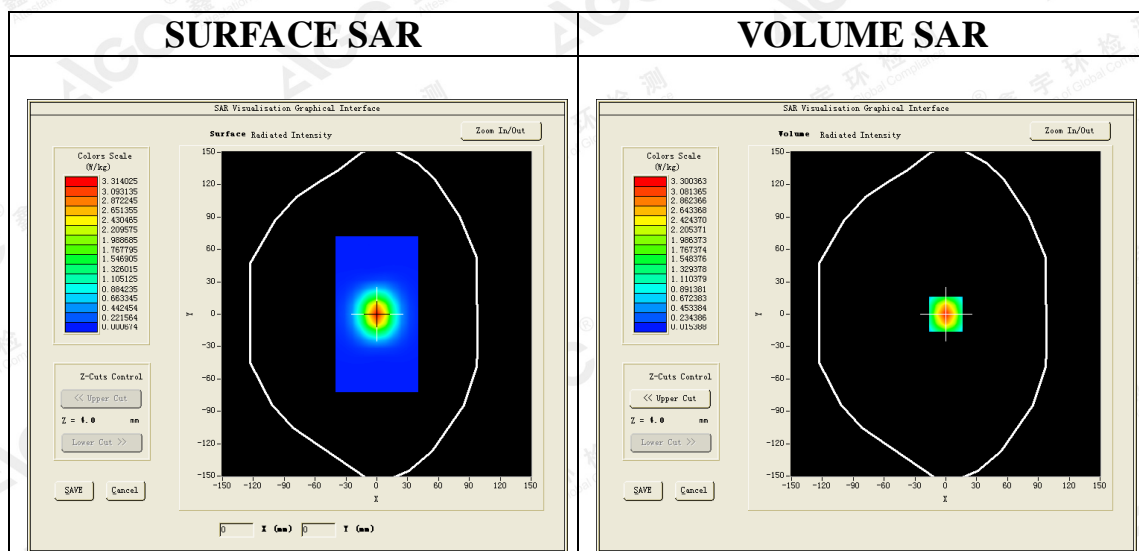 SURFACE SAR
VOLUME SAR
SAR Visualisation Graphical Interface
Surface Radiated Intensity
Zoom In/Out
Colors Scale
(W/kg)
3.314025
3.093135
2.872245
2.651355
2.430465
2.209575
1.988685
1.767795
1.546905
1.326015
1.105125
0.884235
0.663345
0.442454
0.221564
0.000674
150
120
90
60
30
0
-30
-60
-90
-120
-150
Y
-150 -120 -90 -60 -30 0 30 60 90 120 150
X
Z-Cuts Control
<< Upper Cut
Z = 4.0 mm
Lower Cut >>
SAVE Cancel
0 X (mm) 0 Y (mm)
SAR Visualisation Graphical Interface
Volume Radiated Intensity
Zoom In/Out
Colors Scale
(W/kg)
3.300363
3.081365
2.862366
2.643368
2.424370
2.205371
1.986373
1.767374
1.548376
1.329378
1.110379
0.891381
0.672383
0.453384
0.234386
0.015388
150
120
90
60
30
0
-30
-60
-90
-120
-150
Y
-150 -120 -90 -60 -30 0 30 60 90 120 150
X
Z-Cuts Control
<< Upper Cut
Z = 4.0 mm
Lower Cut >>
SAVE Cancel